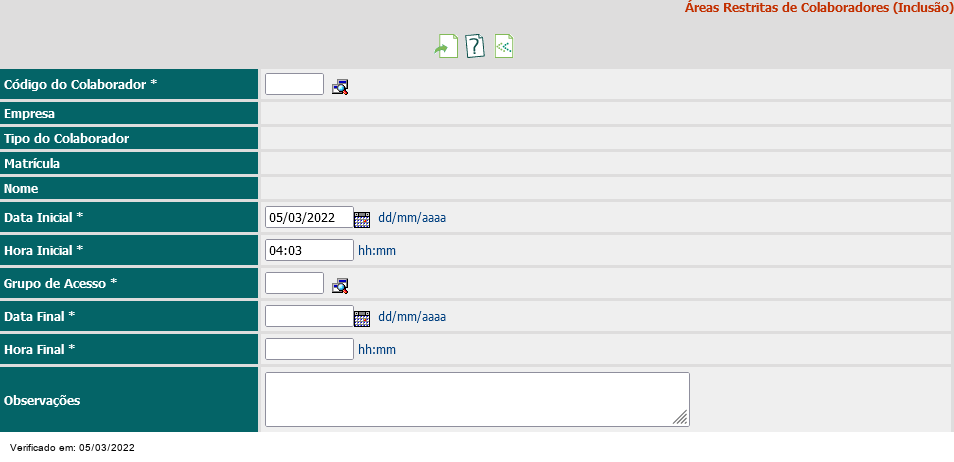 Áreas Restritas de Colaboradores (Inclusão)
Código do Colaborador *
Empresa
Tipo do Colaborador
Matrícula
Nome
Data Inicial * 05/03/2022 dd/mm/aaaa
Hora Inicial * 04:03 hh:mm
Grupo de Acesso *
Data Final * dd/mm/aaaa
Hora Final * hh:mm
Observações
Verificado em: 05/03/2022